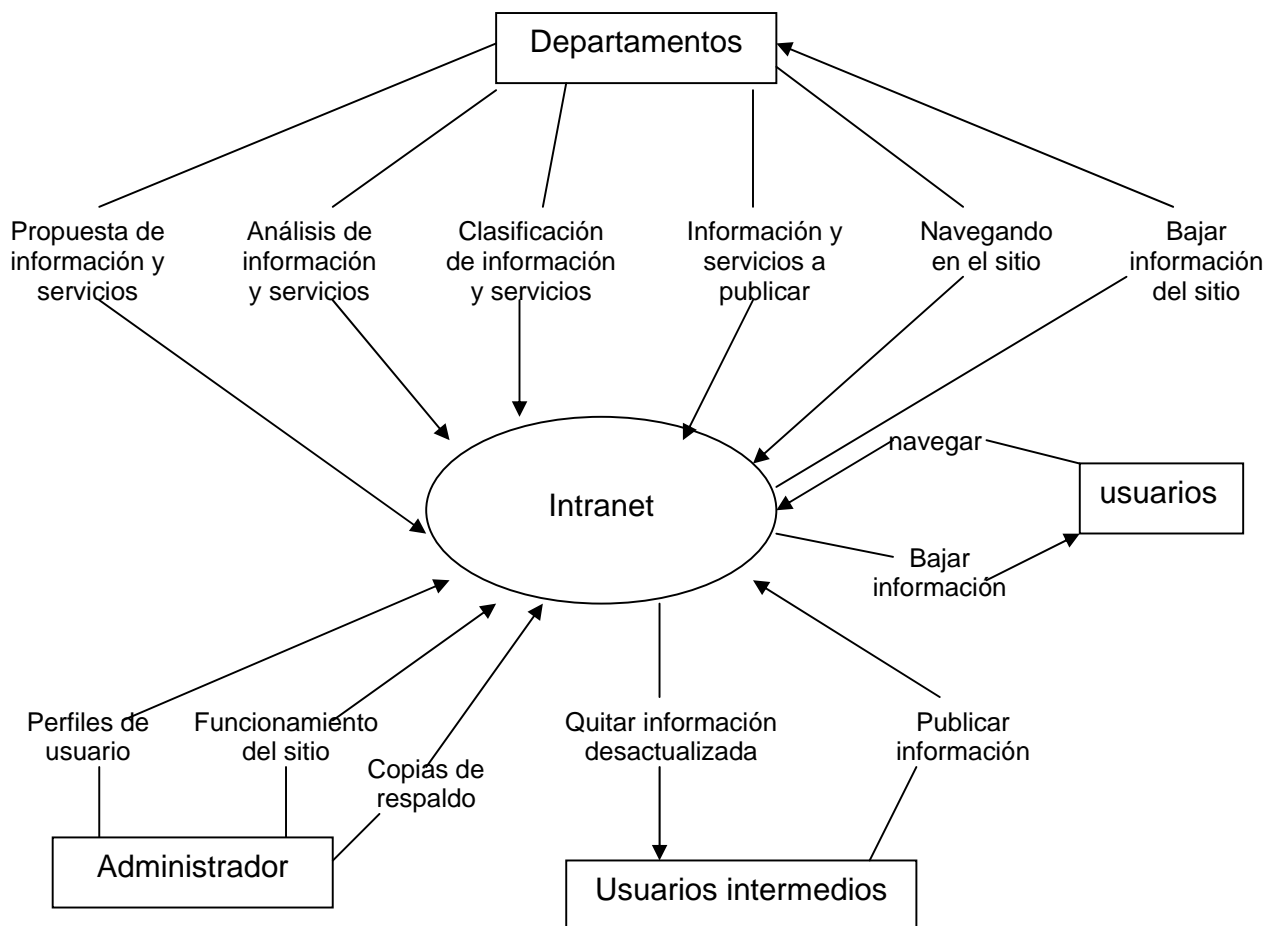 Departamentos
Propuesta de
información y
servicios
Análisis de
información
y servicios
Clasificación
de información
y servicios
Información y
servicios a
publicar
Navegando
en el sitio
Bajar
información
del sitio
navegar
usuarios
Intranet
Bajar
información
Perfiles de
usuario
Funcionamiento
del sitio
Copias de
respaldo
Quitar información
desactualizada
Publicar
información
Administrador
Usuarios intermedios